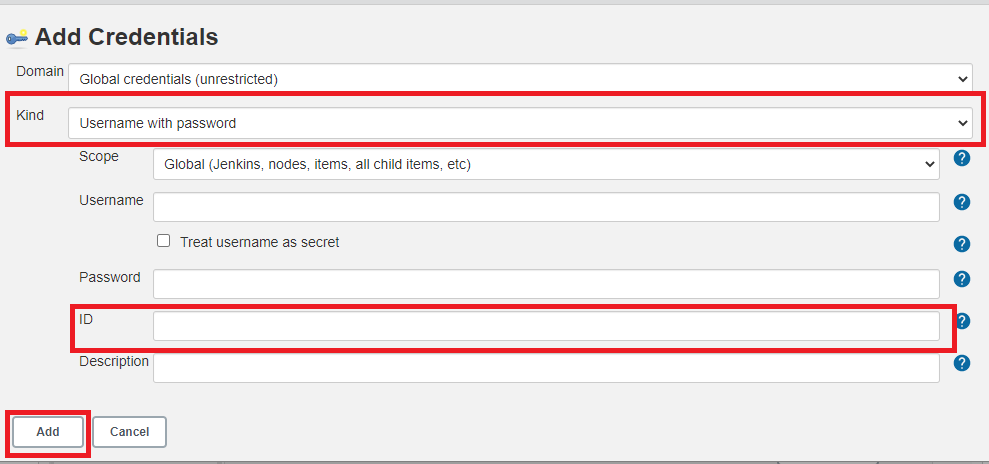 Add Credentials
Domain Global credentials (unrestricted)
Kind Username with password
Scope Global (Jenkins, nodes, items, all child items, etc) ?
Username ?
Treat username as secret ?
Password ?
ID ?
Description ?
Add Cancel